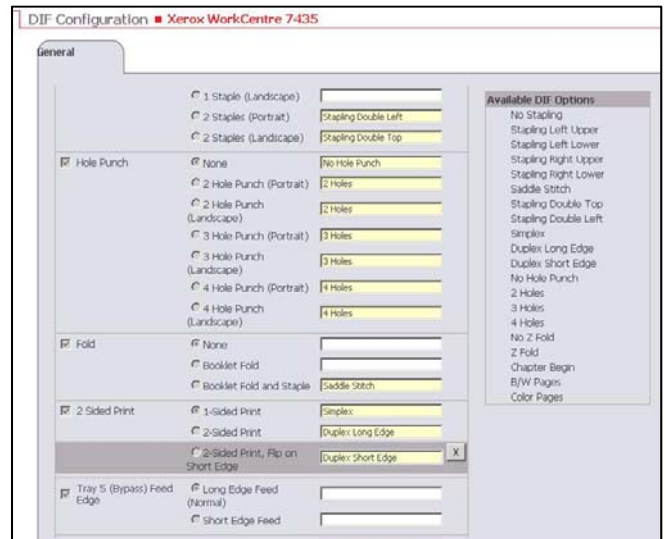 DIF Configuration ■ Xerox WorkCentre 7435
General
1 Staple (Landscape)
2 Staples (Portrait) Stapling Double Left
2 Staples (Landscape) Stapling Double Top
Hole Punch None No Hole Punch
2 Hole Punch (Portrait) 2 Holes
2 Hole Punch (Landscape) 2 Holes
3 Hole Punch (Portrait) 3 Holes
3 Hole Punch (Landscape) 3 Holes
4 Hole Punch (Portrait) 4 Holes
4 Hole Punch (Landscape) 4 Holes
Fold None
Booklet Fold
Booklet Fold and Staple Saddle Stitch
2 Sided Print 1-Sided Print Simplex
2-Sided Print Duplex Long Edge
2-Sided Print, Flip on Short Edge Duplex Short Edge X
Tray 5 (Bypass) Feed Edge Long Edge Feed (Normal)
Short Edge Feed
Available DIF Options
No Stapling
Stapling Left Upper
Stapling Left Lower
Stapling Right Upper
Stapling Right Lower
Saddle Stitch
Stapling Double Top
Stapling Double Left
Simplex
Duplex Long Edge
Duplex Short Edge
No Hole Punch
2 Holes
3 Holes
4 Holes
No Z Fold
Z Fold
Chapter Begin
B/W Pages
Color Pages